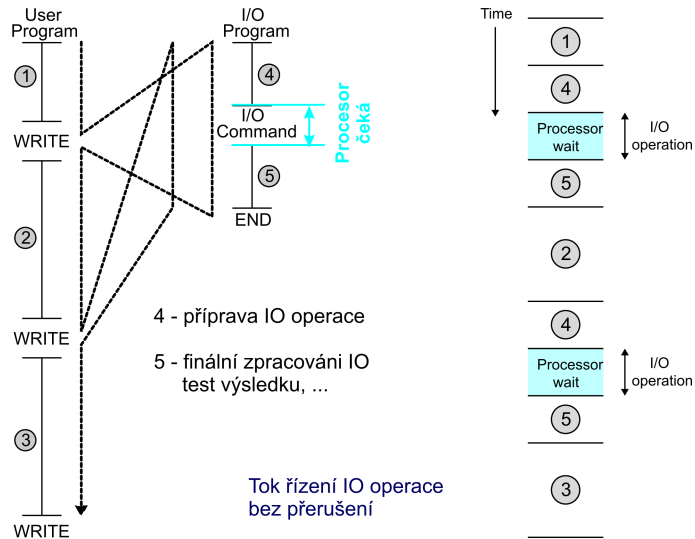 User
Program
1
WRITE
2
WRITE
3
WRITE
I/O
Program
4
I/O
Command
5
END
Procesor
čeká
4 - příprava IO operace
5 - finální zpracováni IO
test výsledku, ...
Tok řízení IO operace
bez přerušení
Time
1
4
Processor
wait
I/O
operation
5
2
4
Processor
wait
I/O
operation
5
3